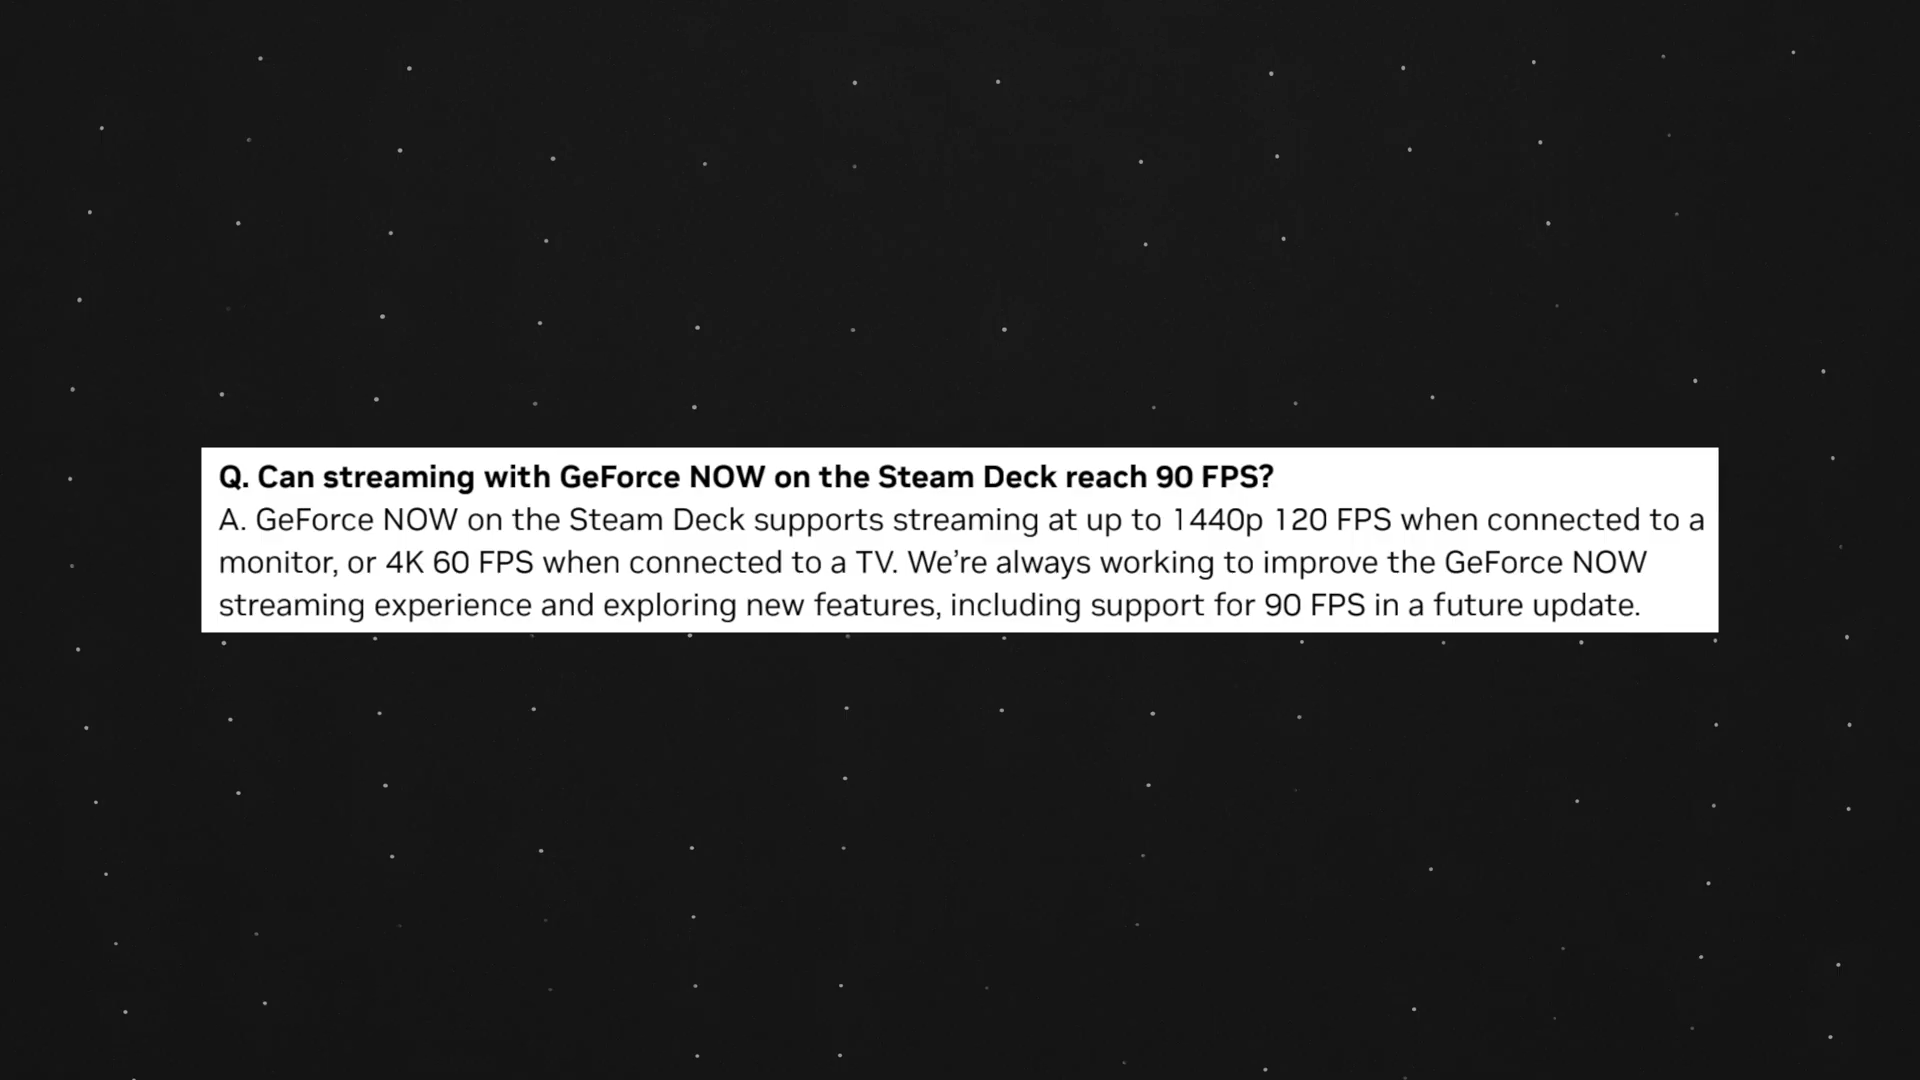 Q. Can streaming with GeForce NOW on the Steam Deck reach 90 FPS?
A. GeForce NOW on the Steam Deck supports streaming at up to 1440p 120 FPS when connected to a
monitor, or 4K 60 FPS when connected to a TV. We’re always working to improve the GeForce NOW
streaming experience and exploring new features, including support for 90 FPS in a future update.